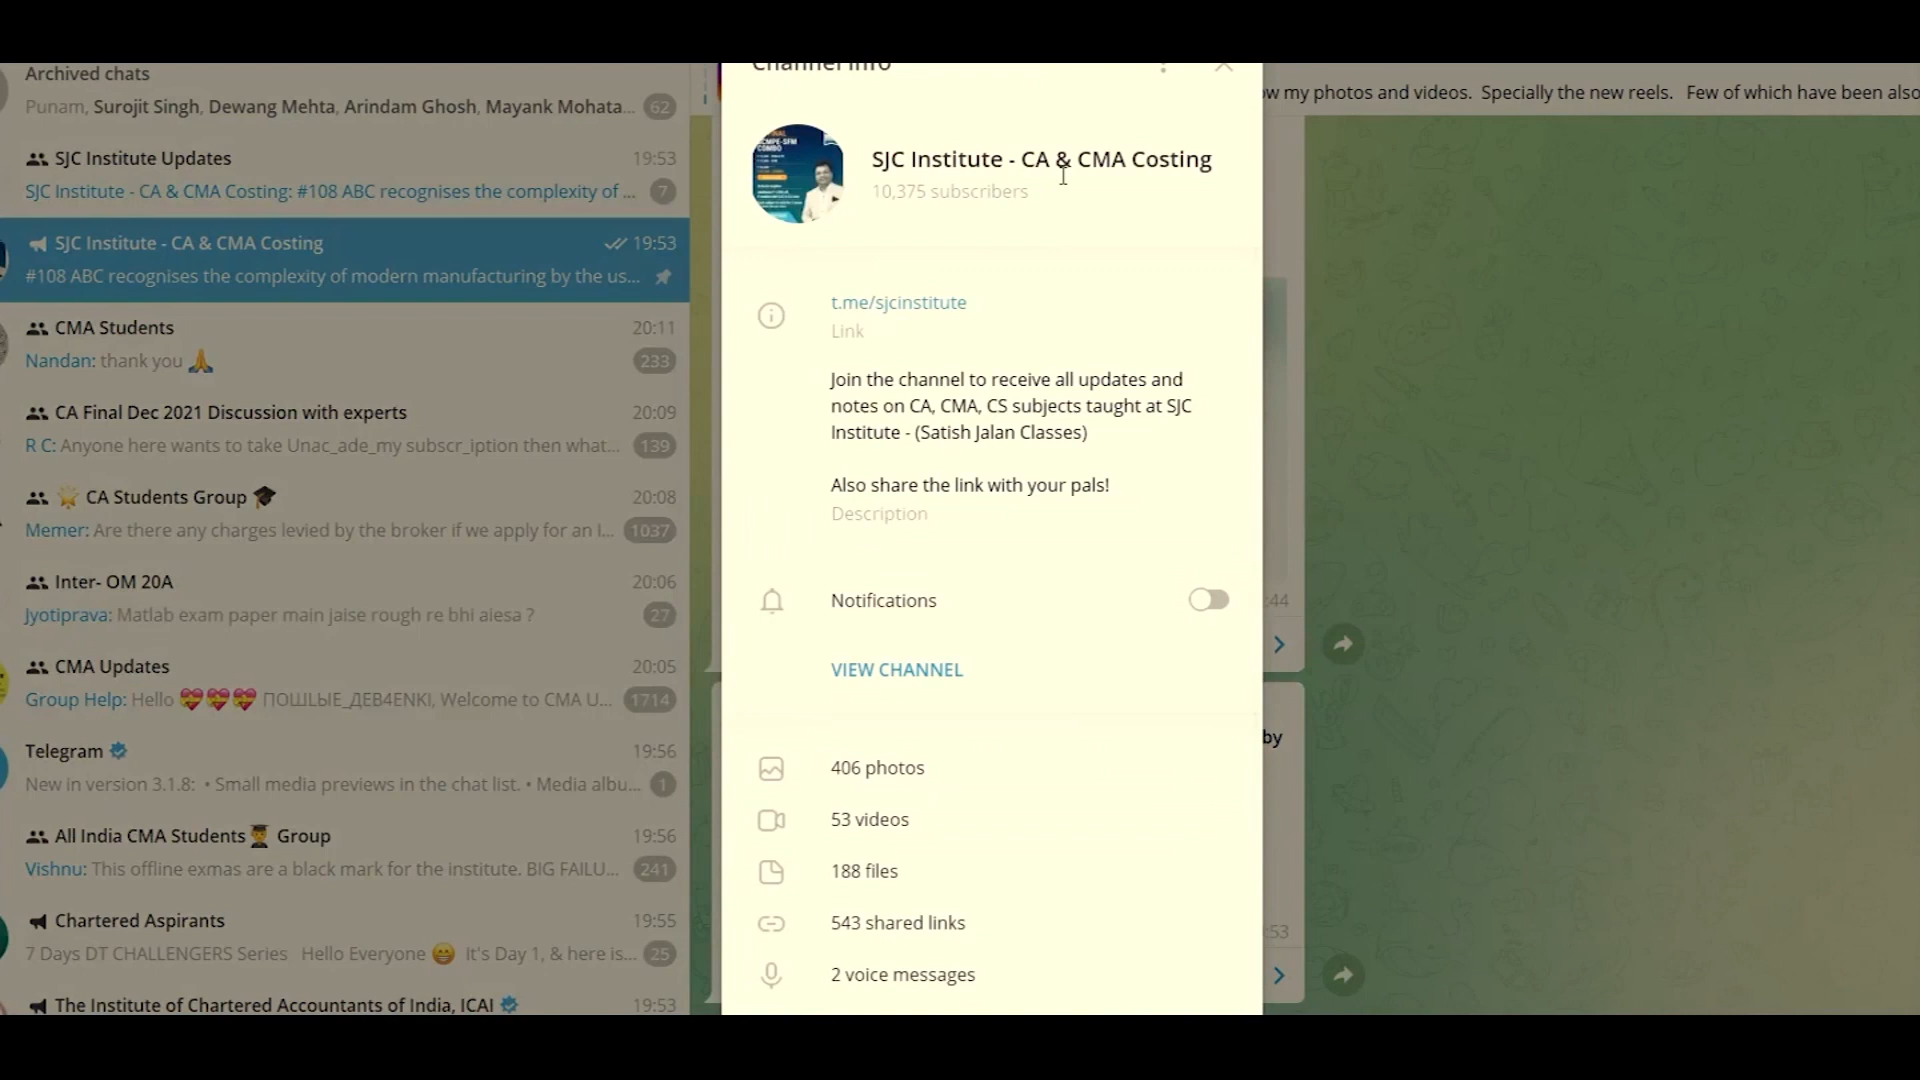 Archived chats
Punam, Surojit Singh, Dewang Mehta, Arindam Ghosh, Mayank Mohata... 62
SJC Institute Updates 19:53
SJC Institute - CA & CMA Costing: #108 ABC recognises the complexity of ... 7
SJC Institute - CA & CMA Costing 19:53
#108 ABC recognises the complexity of modern manufacturing by the us...
CMA Students 20:11
Nandan: thank you 🙏 233
CA Final Dec 2021 Discussion with experts 20:09
R C: Anyone here wants to take Unac_ade_my subscr_iption then what... 139
🌟 CA Students Group 🎓 20:08
Memer: Are there any charges levied by the broker if we apply for an I... 1037
Inter- OM 20A 20:06
Jyotiprava: Matlab exam paper main jaise rough re bhi aiesa ? 27
CMA Updates 20:05
Group Help: Hello 💝💝💝 ПОШLЫЕ_ДЕВ4ЕNКI, Welcome to CMA U... 1714
Telegram 19:56
New in version 3.1.8: • Small media previews in the chat list. • Media albu... 1
All India CMA Students 👨‍🎓 Group 19:56
Vishnu: This offline exmas are a black mark for the institute. BIG FAILU... 241
Chartered Aspirants 19:55
7 Days DT CHALLENGERS Series Hello Everyone 😁 It's Day 1, & here is... 25
The Institute of Chartered Accountants of India, ICAI 19:53
Channel Info
SJC Institute - CA & CMA Costing
10,375 subscribers
t.me/sjcinstitute
Link
Join the channel to receive all updates and
notes on CA, CMA, CS subjects taught at SJC
Institute - (Satish Jalan Classes)
Also share the link with your pals!
Description
Notifications
VIEW CHANNEL
406 photos
53 videos
188 files
543 shared links
2 voice messages
my photos and videos. Specially the new reels. Few of which have been also
:44
by
:53